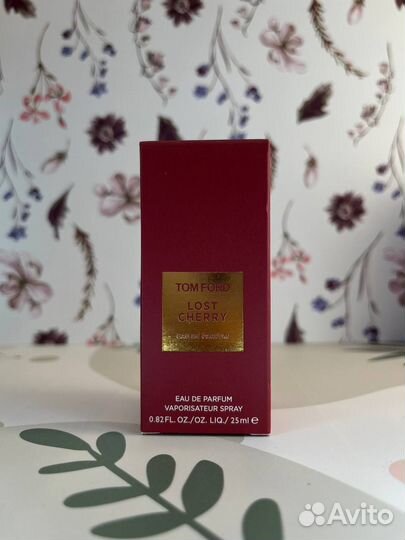 TOM FORD
LOST
CHERRY
EAU DE PARFUM
EAU DE PARFUM
VAPORISATEUR SPRAY
0.82 FL. OZ./OZ. LIQ./ 25 ml ℮
Avito